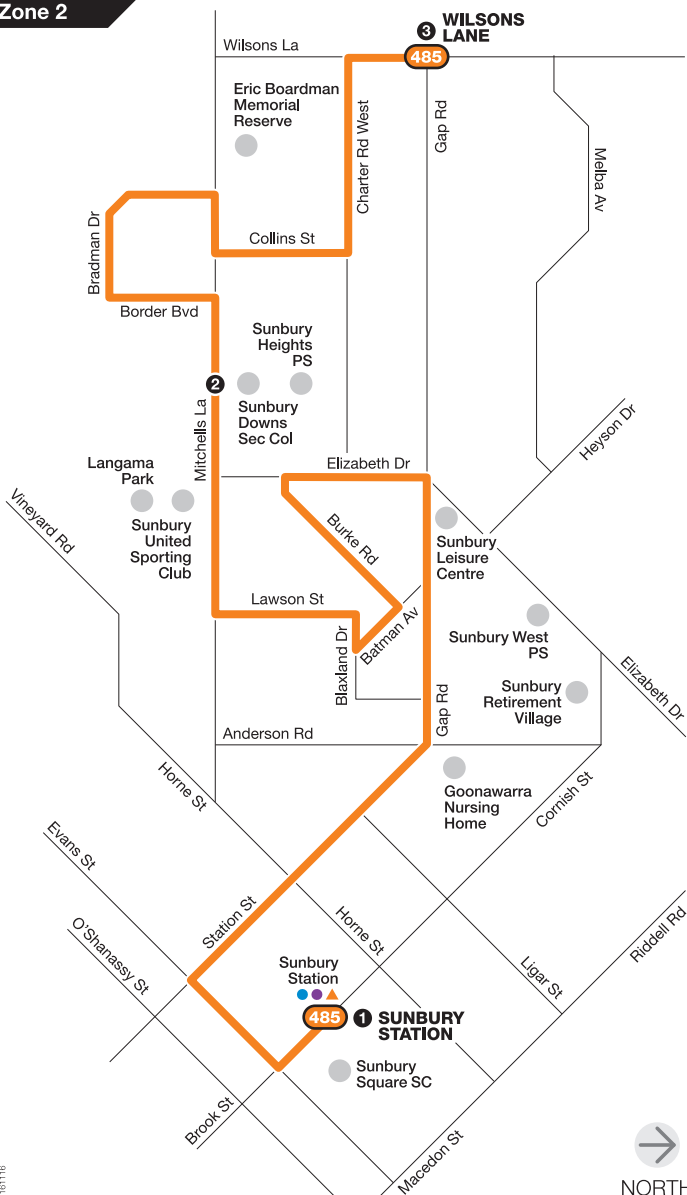 Zone 2
3 WILSONS
LANE
Wilsons La
485
Eric Boardman
Memorial
Reserve
Charter Rd West
Gap Rd
Melba Av
Bradman Dr
Collins St
Border Bvd
Sunbury
Heights
PS
2
Sunbury
Downs
Sec Col
Mitchells La
Heyson Dr
Langama
Park
Elizabeth Dr
Vineyard Rd
Sunbury
United
Sporting
Club
Burke Rd
Sunbury
Leisure
Centre
Lawson St
Batman Av
Blaxland Dr
Sunbury West
PS
Elizabeth Dr
Sunbury
Retirement
Village
Gap Rd
Anderson Rd
Horne St
Goonawarra
Nursing
Home
Cornish St
Evans St
Station St
Horne St
Riddell Rd
O'Shanassy St
Sunbury
Station
Ligar St
485 1 SUNBURY
STATION
Sunbury
Square SC
Brook St
Macedon St
NORTH
161116